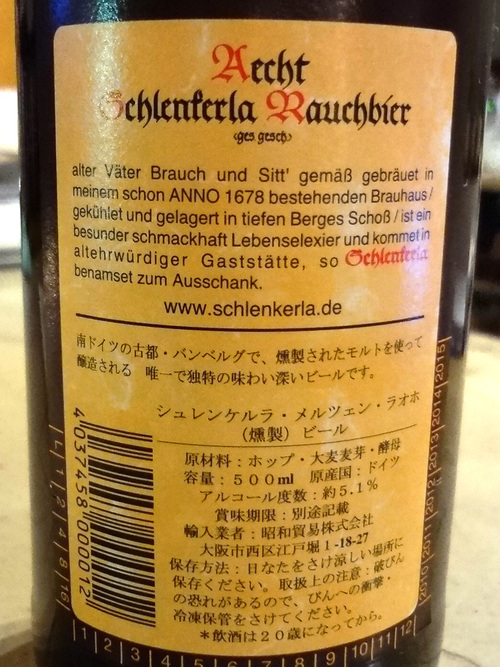 Aecht
Schlenkerla Rauchbier
‹ges. gesch›
alter Väter Brauch und Sitt' gemäß gebräuet in
meinem schon ANNO 1678 bestehenden Brauhaus /
gekühlt und gelagert in tiefen Berges Schoß / ist ein
besunder schmackhaft Lebenselexier und kommet in
altehrwürdiger Gaststätte, so Schlenkerla
benamset zum Ausschank.
www.schlenkerla.de
南ドイツの古都・バンベルグで、燻製されたモルトを使って
醸造される 唯一で独特の味わい深いビールです。
シュレンケルラ・メルツェン・ラオホ
（燻製）ビール
原材料：ホップ・大麦麦芽・酵母
容量：５００ml 原産国：ドイツ
アルコール度数：約５.１％
賞味期限：別途記載
輸入業者：昭和貿易株式会社
大阪市西区江戸堀 1-18-27
保存方法：日なたをさけ涼しい場所に
保存ください。取扱上の注意：破びん
の恐れがあるので、びんへの衝撃・
冷凍保管をさけてください。
＊飲酒は２０歳になってから。
4 037458 000012
L 1 2 4 8 16
1 2 3 4 5 6 7 8 9 10 11 12
2010 2011 2012 2013 2014 2015